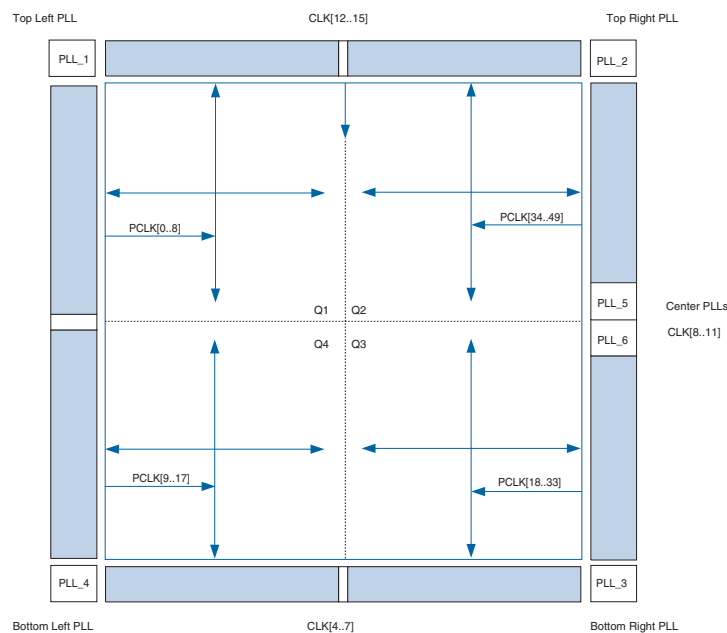 Top Left PLL
CLK[12..15]
Top Right PLL
PLL_1
PLL_2
PCLK[0..8]
PCLK[34..49]
PLL_5
Center PLLs
Q1
Q2
CLK[8..11]
PLL_6
Q4
Q3
PCLK[9..17]
PCLK[18..33]
PLL_4
PLL_3
Bottom Left PLL
CLK[4..7]
Bottom Right PLL